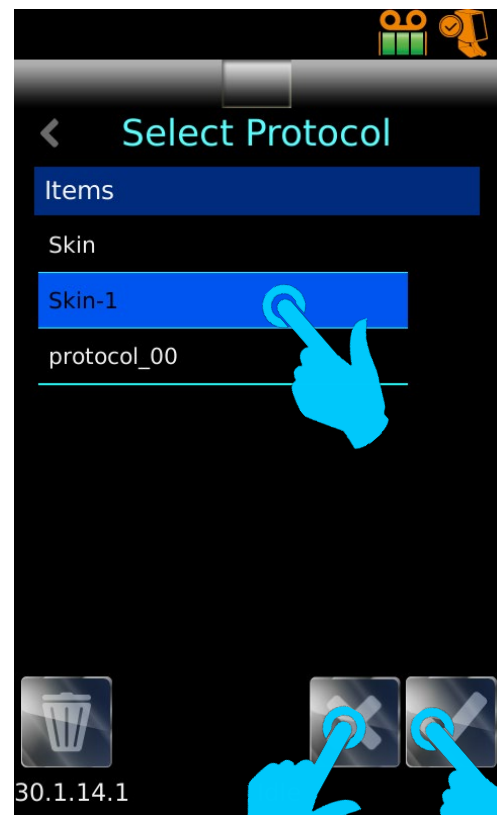 Select Protocol
Items
Skin
Skin-1
protocol_00
30.1.14.1